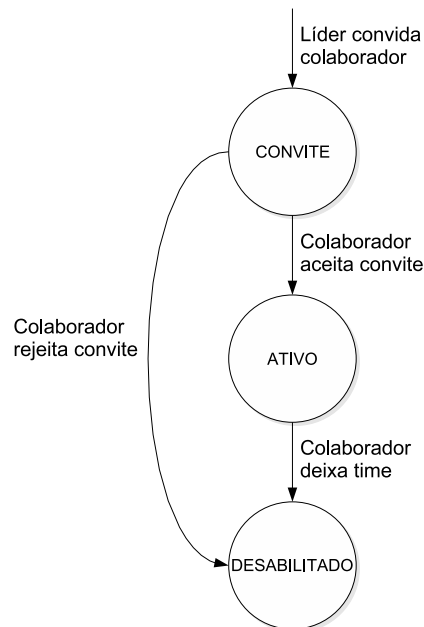 Líder convida
colaborador
CONVITE
Colaborador
aceita convite
Colaborador
rejeita convite
ATIVO
Colaborador
deixa time
DESABILITADO